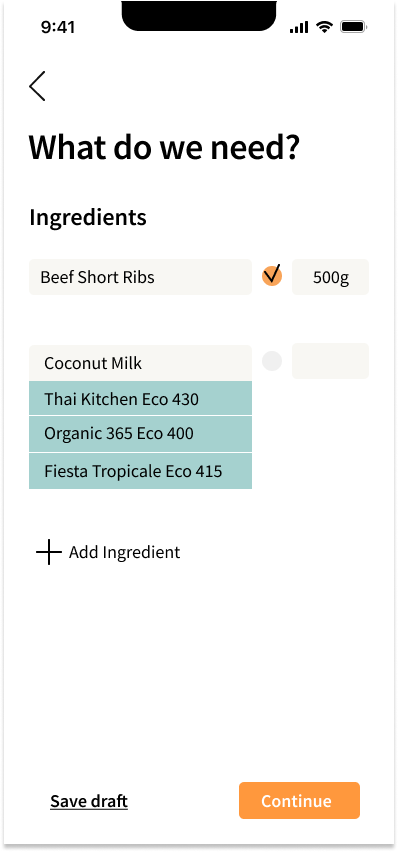 9:41
What do we need?
Ingredients
Beef Short Ribs 500g
Coconut Milk
Thai Kitchen Eco 430
Organic 365 Eco 400
Fiesta Tropicale Eco 415
Add Ingredient
Save draft Continue